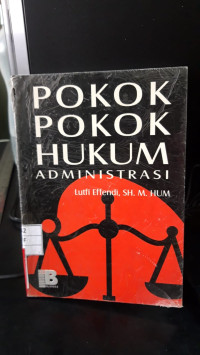 POKOK
POKOK
HUKUM
ADMINISTRASI
Lutfi Effendi, SH. M. HUM